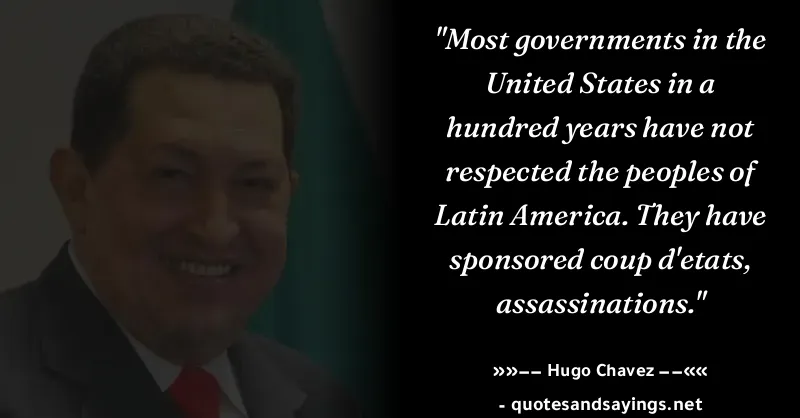 "Most governments in the
United States in a
hundred years have not
respected the peoples of
Latin America. They have
sponsored coup d'etats,
assassinations."
»»–– Hugo Chavez ––««
- quotesandsayings.net